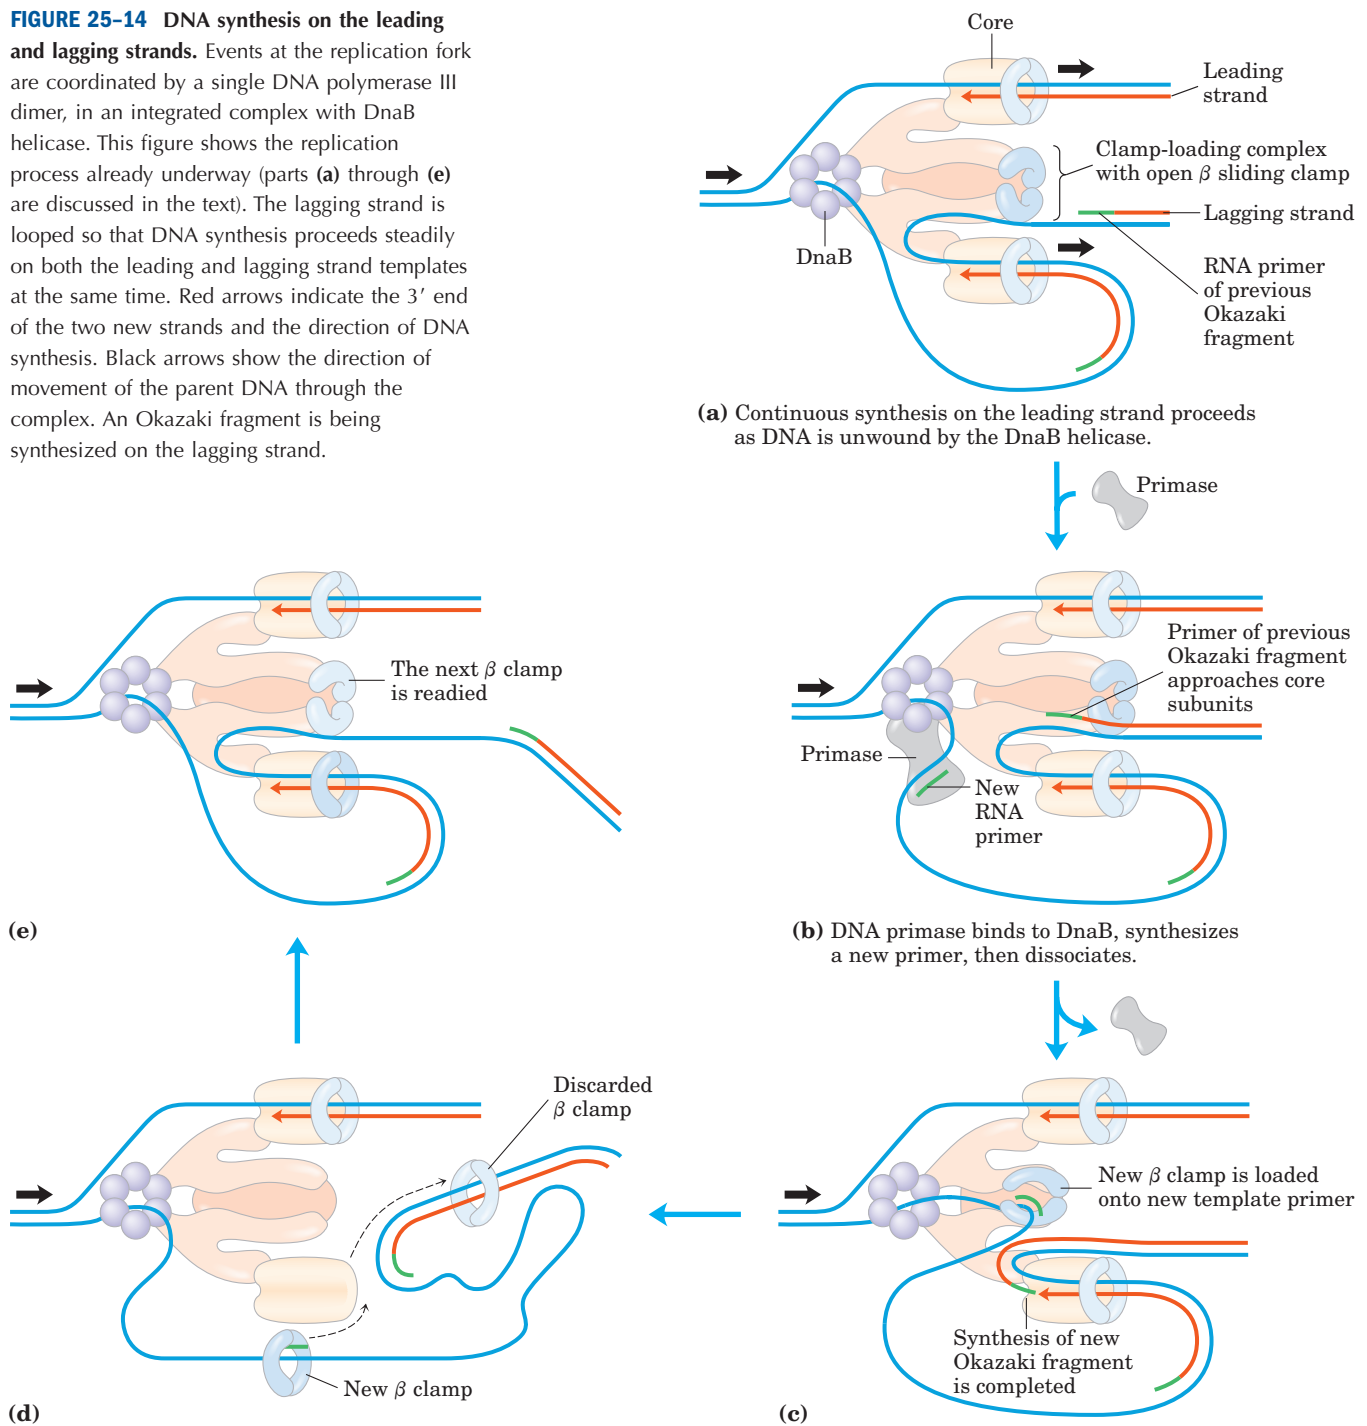 FIGURE 25–14 DNA synthesis on the leading
and lagging strands. Events at the replication fork
are coordinated by a single DNA polymerase III
dimer, in an integrated complex with DnaB
helicase. This figure shows the replication
process already underway (parts (a) through (e)
are discussed in the text). The lagging strand is
looped so that DNA synthesis proceeds steadily
on both the leading and lagging strand templates
at the same time. Red arrows indicate the 3′ end
of the two new strands and the direction of DNA
synthesis. Black arrows show the direction of
movement of the parent DNA through the
complex. An Okazaki fragment is being
synthesized on the lagging strand.
Core
Leading
strand
Clamp-loading complex
with open β sliding clamp
Lagging strand
DnaB
RNA primer
of previous
Okazaki
fragment
(a) Continuous synthesis on the leading strand proceeds
as DNA is unwound by the DnaB helicase.
Primase
Primer of previous
Okazaki fragment
approaches core
subunits
Primase
New
RNA
primer
(b) DNA primase binds to DnaB, synthesizes
a new primer, then dissociates.
New β clamp is loaded
onto new template primer
Synthesis of new
Okazaki fragment
is completed
(c)
Discarded
β clamp
New β clamp
(d)
The next β clamp
is readied
(e)